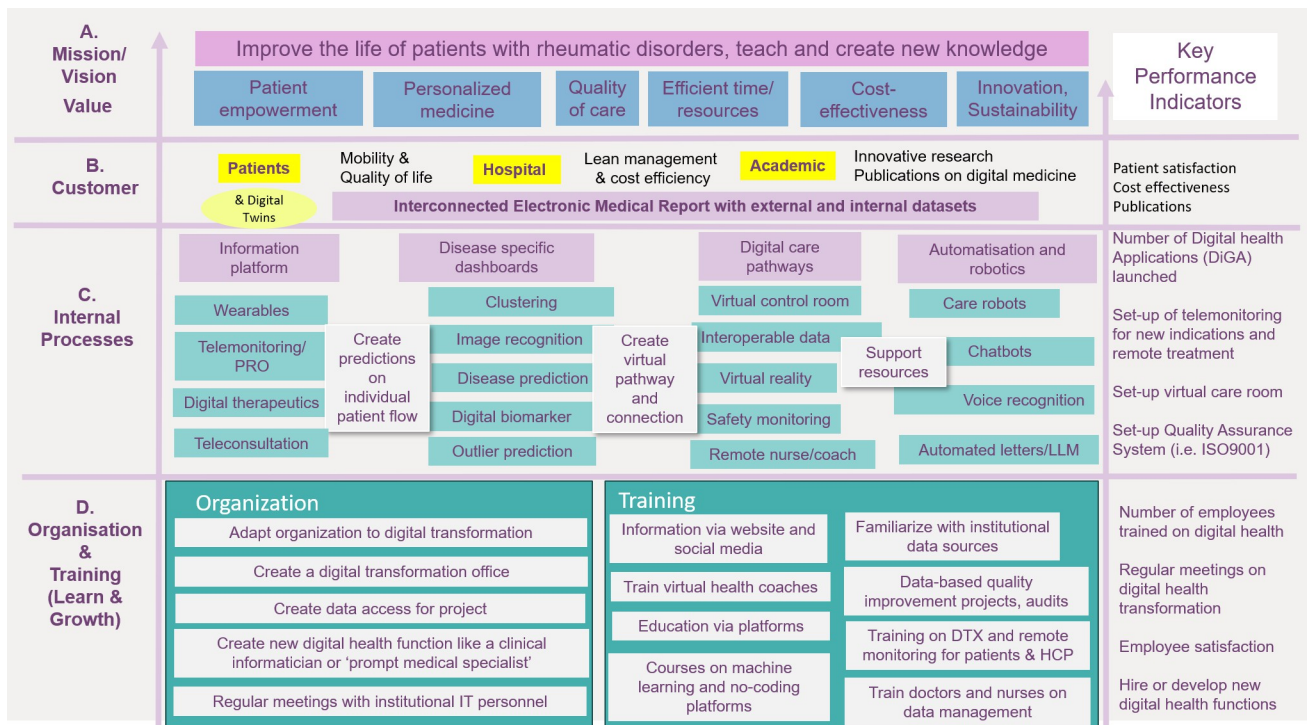 A.
Mission/
Vision
Value
Improve the life of patients with rheumatic disorders, teach and create new knowledge
Patient
empowerment
Personalized
medicine
Quality
of care
Efficient time/
resources
Cost-
effectiveness
Innovation,
Sustainability
Key
Performance
Indicators
B.
Customer
Patients
Mobility &
Quality of life
Hospital
Lean management
& cost efficiency
Academic
Innovative research
Publications on digital medicine
& Digital
Twins
Interconnected Electronic Medical Report with external and internal datasets
Patient satisfaction
Cost effectiveness
Publications
C.
Internal
Processes
Information
platform
Wearables
Telemonitoring/
PRO
Digital therapeutics
Teleconsultation
Create
predictions
on
individual
patient flow
Disease specific
dashboards
Clustering
Image recognition
Disease prediction
Digital biomarker
Outlier prediction
Create
virtual
pathway
and
connection
Digital care
pathways
Virtual control room
Interoperable data
Virtual reality
Safety monitoring
Remote nurse/coach
Support
resources
Automatisation and
robotics
Care robots
Chatbots
Voice recognition
Automated letters/LLM
Number of Digital health
Applications (DiGA)
launched
Set-up of telemonitoring
for new indications and
remote treatment
Set-up virtual care room
Set-up Quality Assurance
System (i.e. ISO9001)
D.
Organisation
&
Training
(Learn &
Growth)
Organization
Adapt organization to digital transformation
Create a digital transformation office
Create data access for project
Create new digital health function like a clinical
informatician or ‘prompt medical specialist’
Regular meetings with institutional IT personnel
Training
Information via website and
social media
Train virtual health coaches
Education via platforms
Courses on machine
learning and no-coding
platforms
Familiarize with institutional
data sources
Data-based quality
improvement projects, audits
Training on DTX and remote
monitoring for patients & HCP
Train doctors and nurses on
data management
Number of employees
trained on digital health
Regular meetings on
digital health
transformation
Employee satisfaction
Hire or develop new
digital health functions